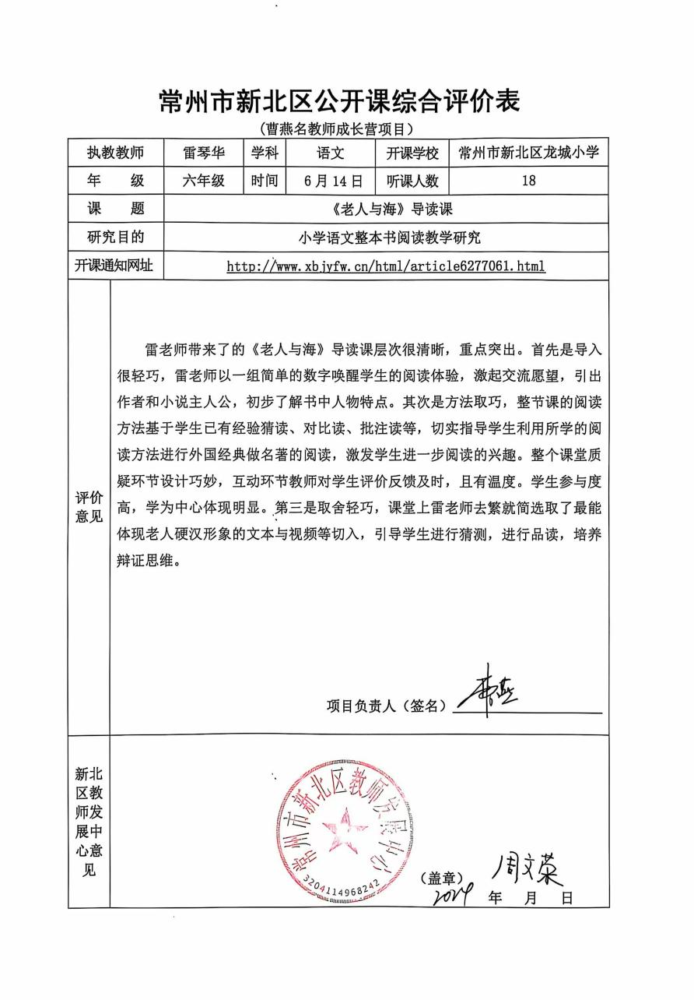 常州市新北区公开课综合评价表
(曹燕名教师成长营项目)
执教教师 雷琴华 学科 语文 开课学校 常州市新北区龙城小学
年 级 六年级 时间 6月14日 听课人数 18
课 题 《老人与海》导读课
研究目的 小学语文整本书阅读教学研究
开课通知网址 http://www.xbjyfw.cn/html/article6277061.html
评价
意见
雷老师带来了的《老人与海》导读课层次很清晰，重点突出。首先是导入
很轻巧，雷老师以一组简单的数字唤醒学生的阅读体验，激起交流愿望，引出
作者和小说主人公，初步了解书中人物特点。其次是方法取巧，整节课的阅读
方法基于学生已有经验猜读、对比读、批注读等，切实指导学生利用所学的阅
读方法进行外国经典做名著的阅读，激发学生进一步阅读的兴趣。整个课堂质
疑环节设计巧妙，互动环节教师对学生评价反馈及时，且有温度。学生参与度
高，学为中心体现明显。第三是取舍轻巧，课堂上雷老师去繁就简选取了最能
体现老人硬汉形象的文本与视频等切入，引导学生进行猜测，进行品读，培养
辩证思维。
项目负责人（签名） 曹燕
新北
区教
师发
展中
心意
见
常州市新北区教师发展中心
3204114968242
（盖章） 周文荣
2024 年 月 日